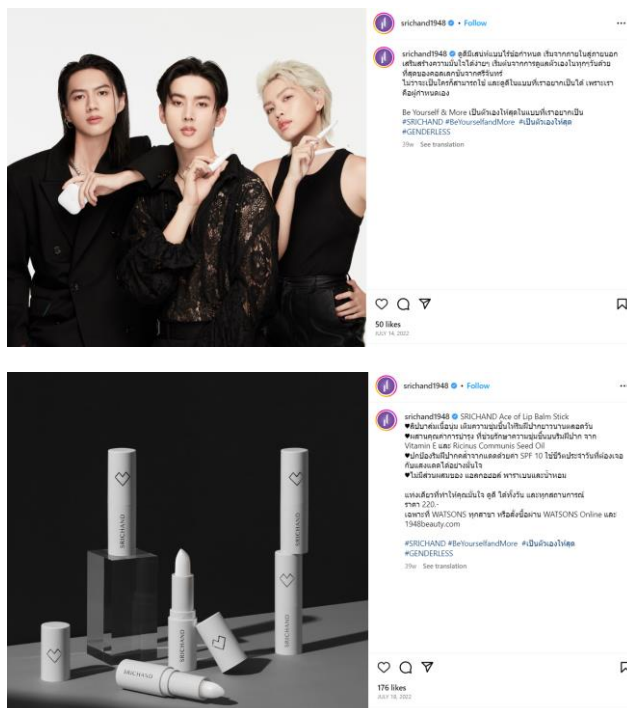 srichand1948 • Follow
srichand1948 ดูดีมีเสน่ห์แบบไร้ข้อกำหนด เริ่มจากภายในสู่ภายนอก
เสริมสร้างความมั่นใจได้ง่ายๆ เริ่มต้นจากการดูแลตัวเองในทุกๆวันด้วย
ที่สุดของคอลเลกชันจากศรีจันทร์
ไม่ว่าจะเป็นใครก็สามารถใช้ และดูดีในแบบที่เราอยากเป็นได้ เพราะเรา
คือผู้กำหนดเอง
Be Yourself & More เป็นตัวเองให้สุดในแบบที่เราอยากเป็น
#SRICHAND #BeYourselfandMore #เป็นตัวเองให้สุด
#GENDERLESS
39w See translation
50 likes
JULY 14, 2022
srichand1948 • Follow
srichand1948 SRICHAND Ace of Lip Balm Stick
♥ลิปบาล์มเนื้อนุ่ม เติมความชุ่มชื้นให้ริมฝีปากยาวนานตลอดวัน
♥ผสานคุณค่าการบำรุง ที่ช่วยรักษาความชุ่มชื้นบนริมฝีปาก จาก
Vitamin E และ Ricinus Communis Seed Oil
♥ปกป้องริมฝีปากคล้ำจากแดดด้วยค่า SPF 10 ใช้ชีวิตประจำวันที่ต้องเจอ
กับแสงแดดได้อย่างมั่นใจ
♥ไม่มีส่วนผสมของ แอลกอฮอล์ พาราเบนและน้ำหอม
แท่งเดียวที่ทำให้คุณมั่นใจ ดูดี ได้ทั้งวัน และทุกสถานการณ์
ราคา 220.-
เฉพาะที่ WATSONS ทุกสาขา หรือสั่งซื้อผ่าน WATSONS Online และ
1948beauty.com
#SRICHAND #BeYourselfandMore #เป็นตัวเองให้สุด
#GENDERLESS
39w See translation
SRICHAND
SRICHAND
SRICHAND
SRICHAND
SRICHAND
176 likes
JULY 18, 2022